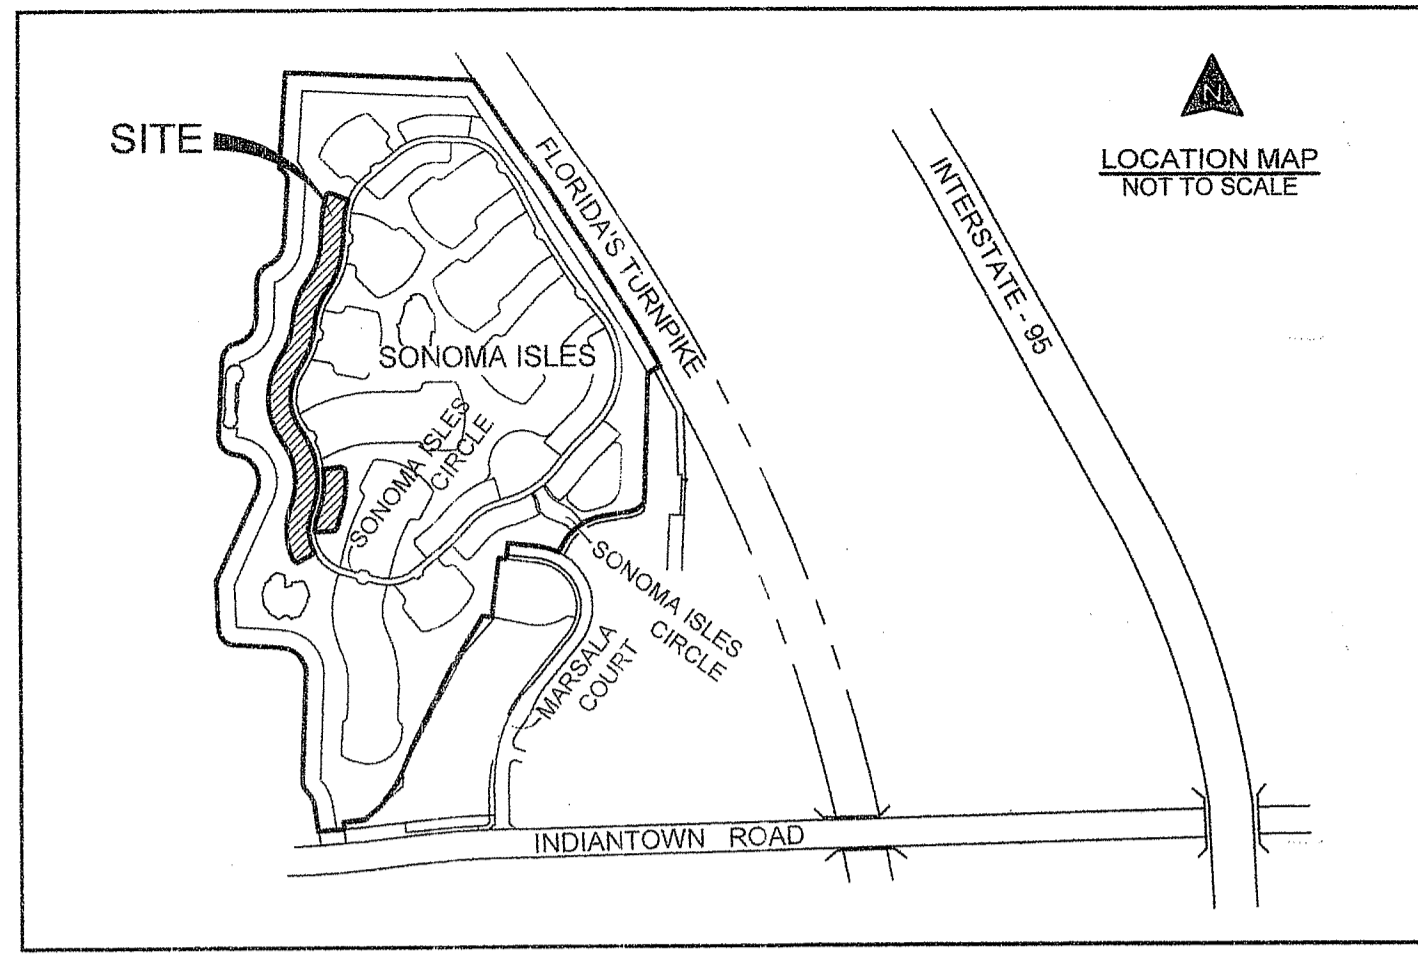 SITE
N
LOCATION MAP
NOT TO SCALE
FLORIDA'S TURNPIKE
INTERSTATE - 95
SONOMA ISLES
SONOMA ISLES
CIRCLE
SONOMA ISLES
CIRCLE
MARSALA
COURT
INDIANTOWN ROAD